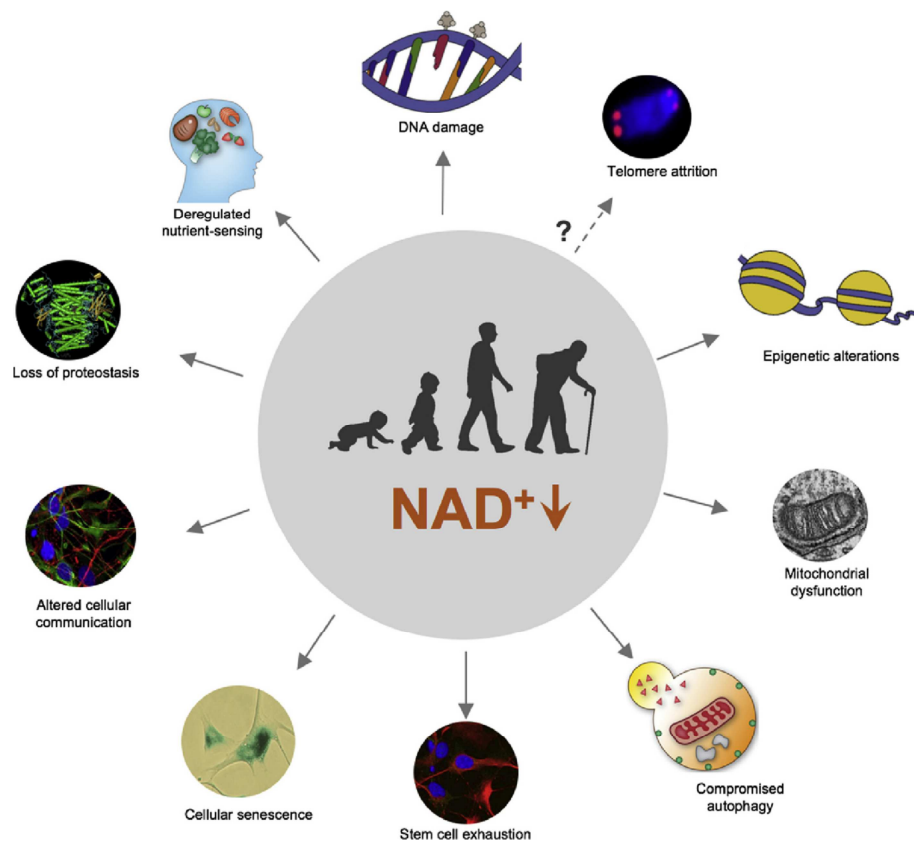 DNA damage
Telomere attrition
?
Deregulated
nutrient-sensing
Epigenetic alterations
Loss of proteostasis
NAD⁺↓
Mitochondrial
dysfunction
Altered cellular
communication
Compromised
autophagy
Cellular senescence
Stem cell exhaustion